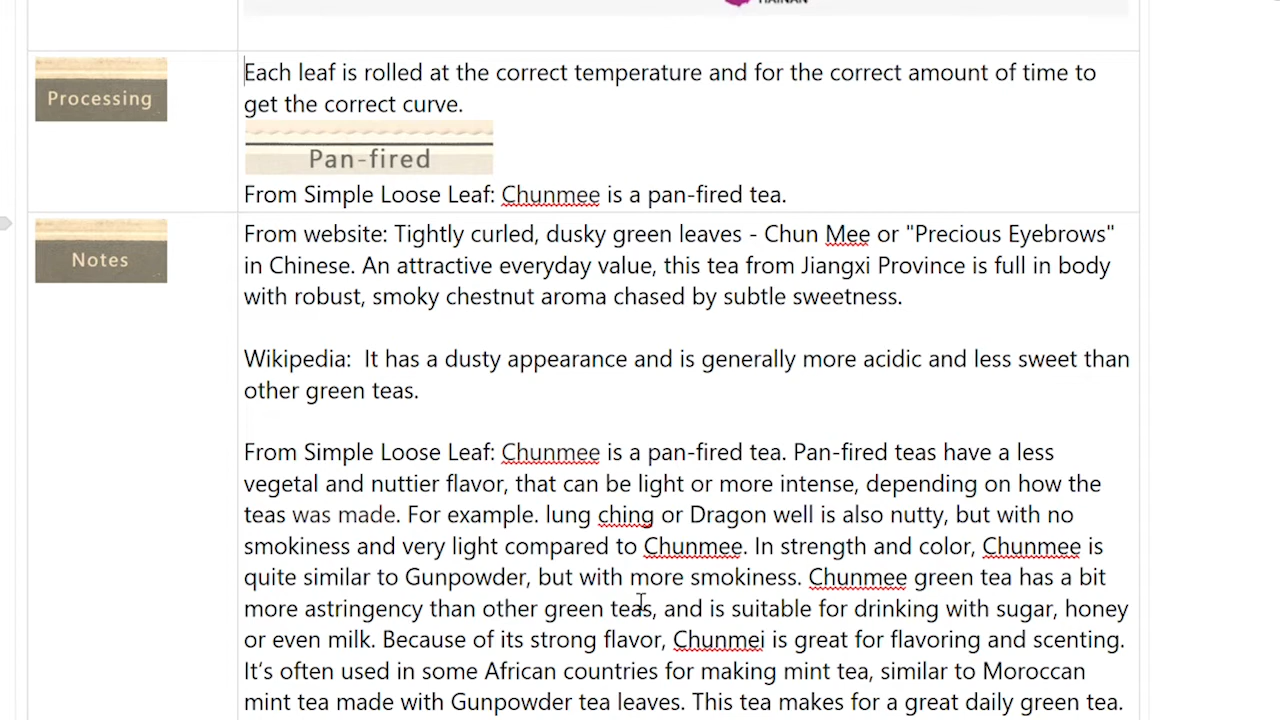 HAINAN
Processing
Each leaf is rolled at the correct temperature and for the correct amount of time to
get the correct curve.
Pan-fired
From Simple Loose Leaf: Chunmee is a pan-fired tea.
Notes
From website: Tightly curled, dusky green leaves - Chun Mee or "Precious Eyebrows"
in Chinese. An attractive everyday value, this tea from Jiangxi Province is full in body
with robust, smoky chestnut aroma chased by subtle sweetness.
Wikipedia:  It has a dusty appearance and is generally more acidic and less sweet than
other green teas.
From Simple Loose Leaf: Chunmee is a pan-fired tea. Pan-fired teas have a less
vegetal and nuttier flavor, that can be light or more intense, depending on how the
teas was made. For example. lung ching or Dragon well is also nutty, but with no
smokiness and very light compared to Chunmee. In strength and color, Chunmee is
quite similar to Gunpowder, but with more smokiness. Chunmee green tea has a bit
more astringency than other green teas, and is suitable for drinking with sugar, honey
or even milk. Because of its strong flavor, Chunmei is great for flavoring and scenting.
It’s often used in some African countries for making mint tea, similar to Moroccan
mint tea made with Gunpowder tea leaves. This tea makes for a great daily green tea.